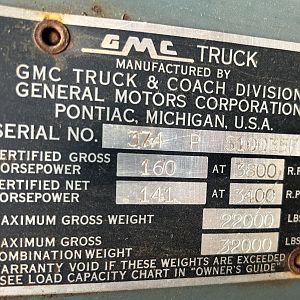 GMC TRUCK
MANUFACTURED BY
GMC TRUCK & COACH DIVISION
GENERAL MOTORS CORPORATION
PONTIAC, MICHIGAN, U.S.A.
SERIAL NO. 374 P
CERTIFIED GROSS
HORSEPOWER 160 AT 3800 R.P
CERTIFIED NET
HORSEPOWER 141 AT 3400 R.P
MAXIMUM GROSS WEIGHT 22000 LBS
MAXIMUM GROSS
COMBINATION WEIGHT 32000 LBS
WARRANTY VOID IF THESE WEIGHTS ARE EXCEEDED
SEE LOAD CAPACITY CHART IN "OWNER'S GUIDE"